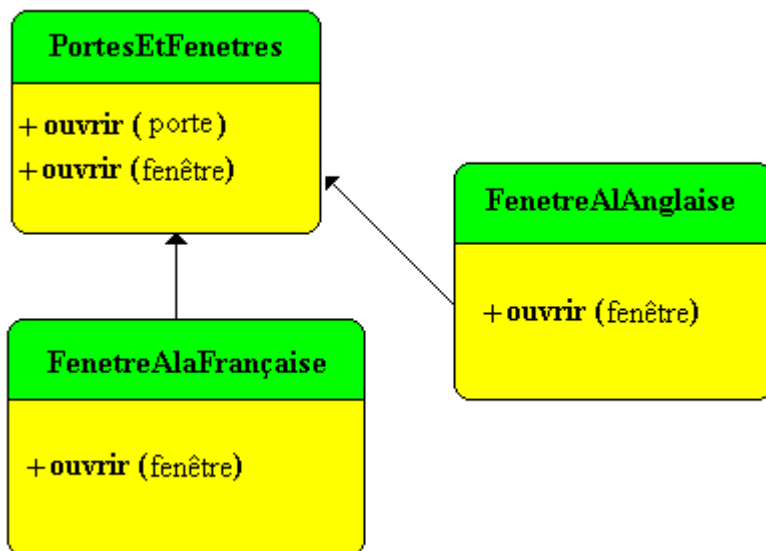 PortesEtFenetres
+ ouvrir (porte)
+ ouvrir (fenêtre)
FenetreAlAnglaise
+ ouvrir (fenêtre)
FenetreAlaFrançaise
+ ouvrir (fenêtre)